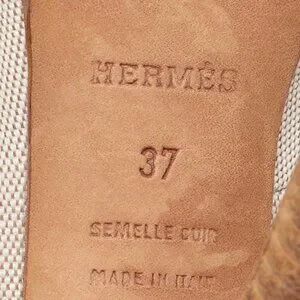 HERMÈS
37
SEMELLE CUIR
MADE IN ITALY